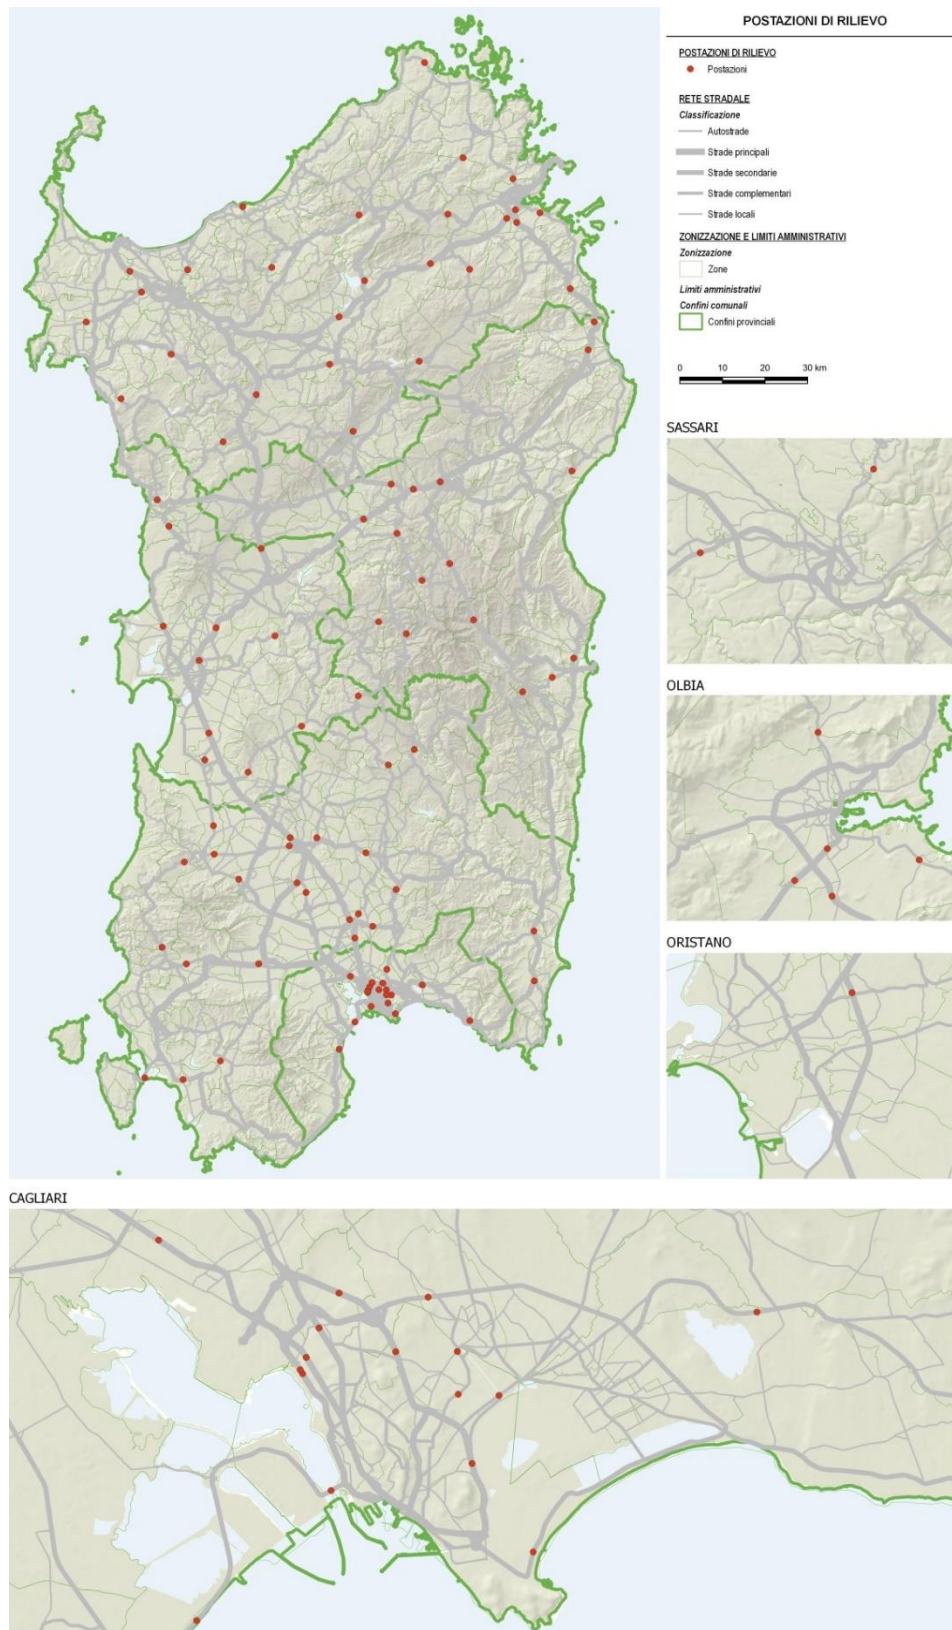 POSTAZIONI DI RILIEVO
POSTAZIONI DI RILIEVO
Postazioni
RETE STRADALE
Classificazione
Autostrade
Strade principali
Strade secondarie
Strade complementari
Strade locali
ZONIZZAZIONE E LIMITI AMMINISTRATIVI
Zonizzazione
Zone
Limiti amministrativi
Confini comunali
Confini provinciali
0 10 20 30 km
SASSARI
OLBIA
ORISTANO
CAGLIARI